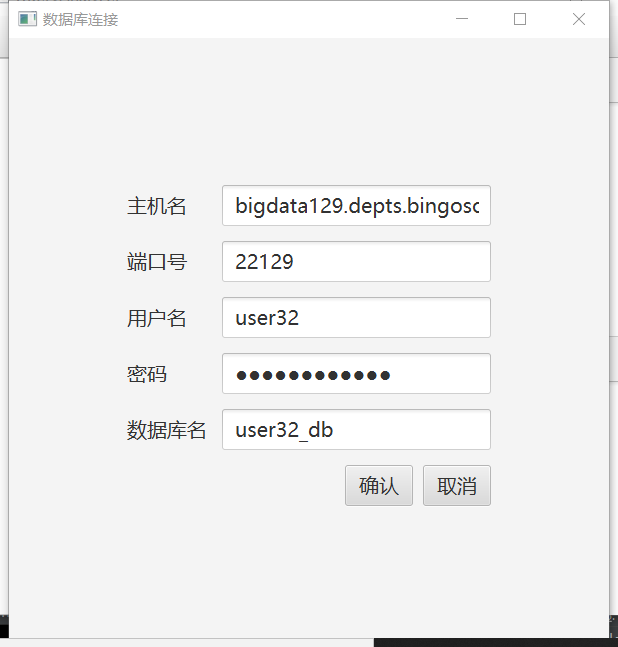 数据库连接
主机名 bigdata129.depts.bingosc
端口号 22129
用户名 user32
密码 ●●●●●●●●●●●●
数据库名 user32_db
确认 取消